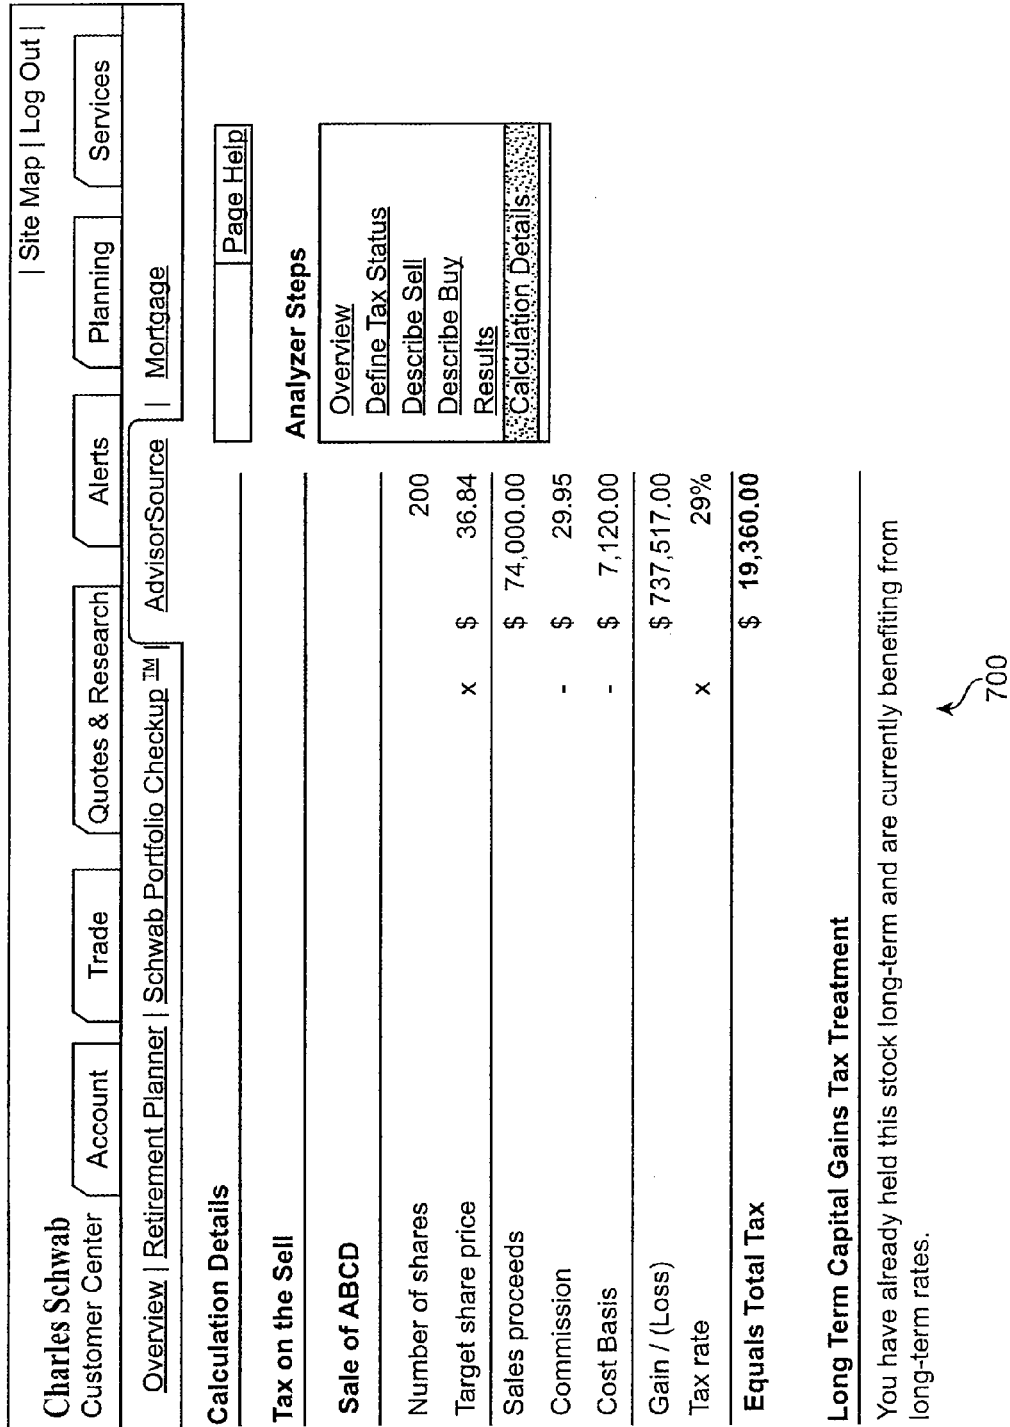 | Site Map | Log Out |
Charles Schwab
Customer Center
Account
Trade
Quotes & Research
Alerts
Planning
Services
Overview | Retirement Planner | Schwab Portfolio Checkup ™ | AdvisorSource | Mortgage
Calculation Details
Page Help
Tax on the Sell
Sale of ABCD
Number of shares 200
Target share price x $ 36.84
Sales proceeds $ 74,000.00
Commission - $ 29.95
Cost Basis - $ 7,120.00
Gain / (Loss) $ 737,517.00
Tax rate x 29%
Equals Total Tax $ 19,360.00
Analyzer Steps
Overview
Define Tax Status
Describe Sell
Describe Buy
Results
Calculation Details
Long Term Capital Gains Tax Treatment
You have already held this stock long-term and are currently benefiting from
long-term rates.
700